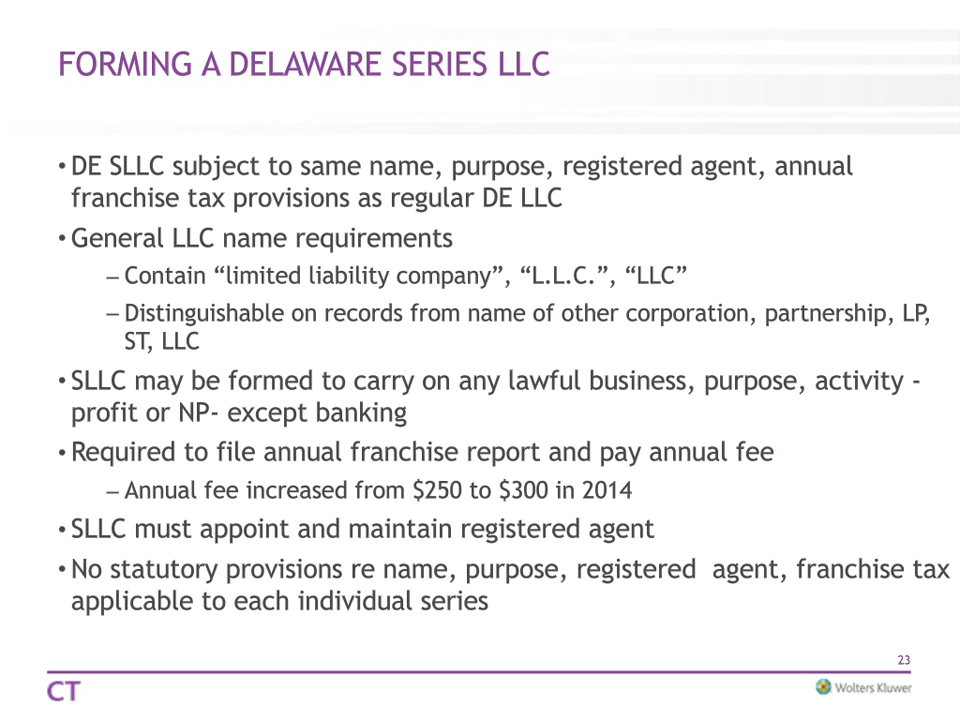 FORMING A DELAWARE SERIES LLC
• DE SLLC subject to same name, purpose, registered agent, annual
franchise tax provisions as regular DE LLC
• General LLC name requirements
– Contain “limited liability company”, “L.L.C.”, “LLC”
– Distinguishable on records from name of other corporation, partnership, LP,
ST, LLC
• SLLC may be formed to carry on any lawful business, purpose, activity -
profit or NP- except banking
• Required to file annual franchise report and pay annual fee
– Annual fee increased from $250 to $300 in 2014
• SLLC must appoint and maintain registered agent
• No statutory provisions re name, purpose, registered  agent, franchise tax
applicable to each individual series
23
CT
Wolters Kluwer